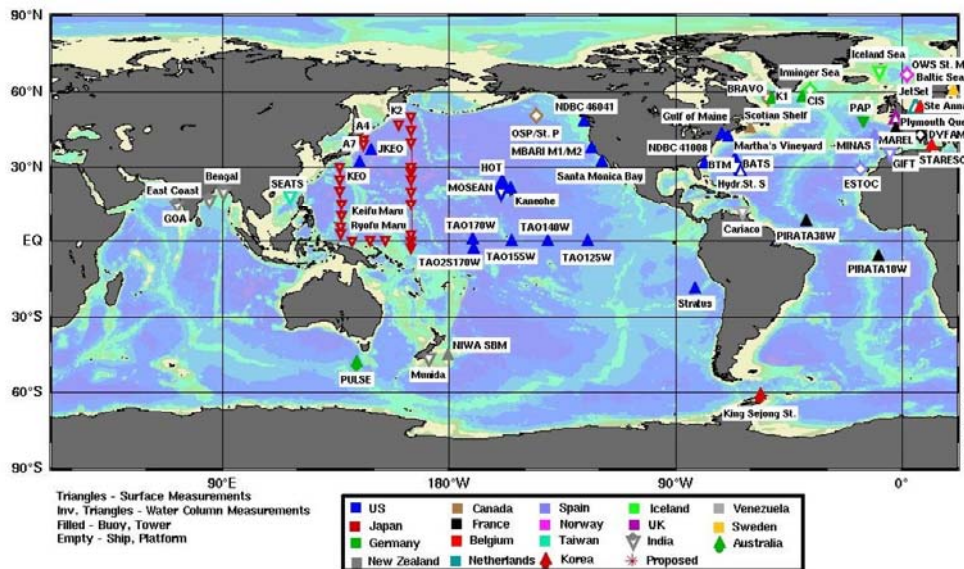 90°N
60°N
30°N
EQ
30°S
60°S
90°S
90°E
180°W
90°W
0°
Iceland Sea
OWS St. M
Baltic Sea
Irminger Sea
BRAVO
K1
CIS
JetSet
Ste Anna
PAP
Plymouth Que
NDBC 46041
K2
A4
A7
JKEO
KEO
OSP/St. P
Gulf of Maine
Scotian Shelf
MINAS
MAREL
DVFAM
STARESO
GIFT
ESTOC
MBARI M1/M2
NDBC 41008
Martha's Vineyard
BTM
BATS
Hydr.St. S
Santa Monica Bay
HOT
MOSEAN
Kaneohe
Bengal
East Coast
GOA
SEATS
Keifu Maru
Ryofu Maru
TAO170W
TAO140W
TAO2S170W
TAO155W
TAO125W
Cariaco
PIRATA38W
PIRATA10W
Stratus
NIWA SBM
Munida
PULSE
King Sejong St.
Triangles - Surface Measurements
Inv. Triangles - Water Column Measurements
Filled - Buoy, Tower
Empty - Ship, Platform
US
Canada
Spain
Iceland
Venezuela
Japan
France
Norway
UK
Sweden
Germany
Belgium
Taiwan
India
Australia
New Zealand
Netherlands
Korea
Proposed